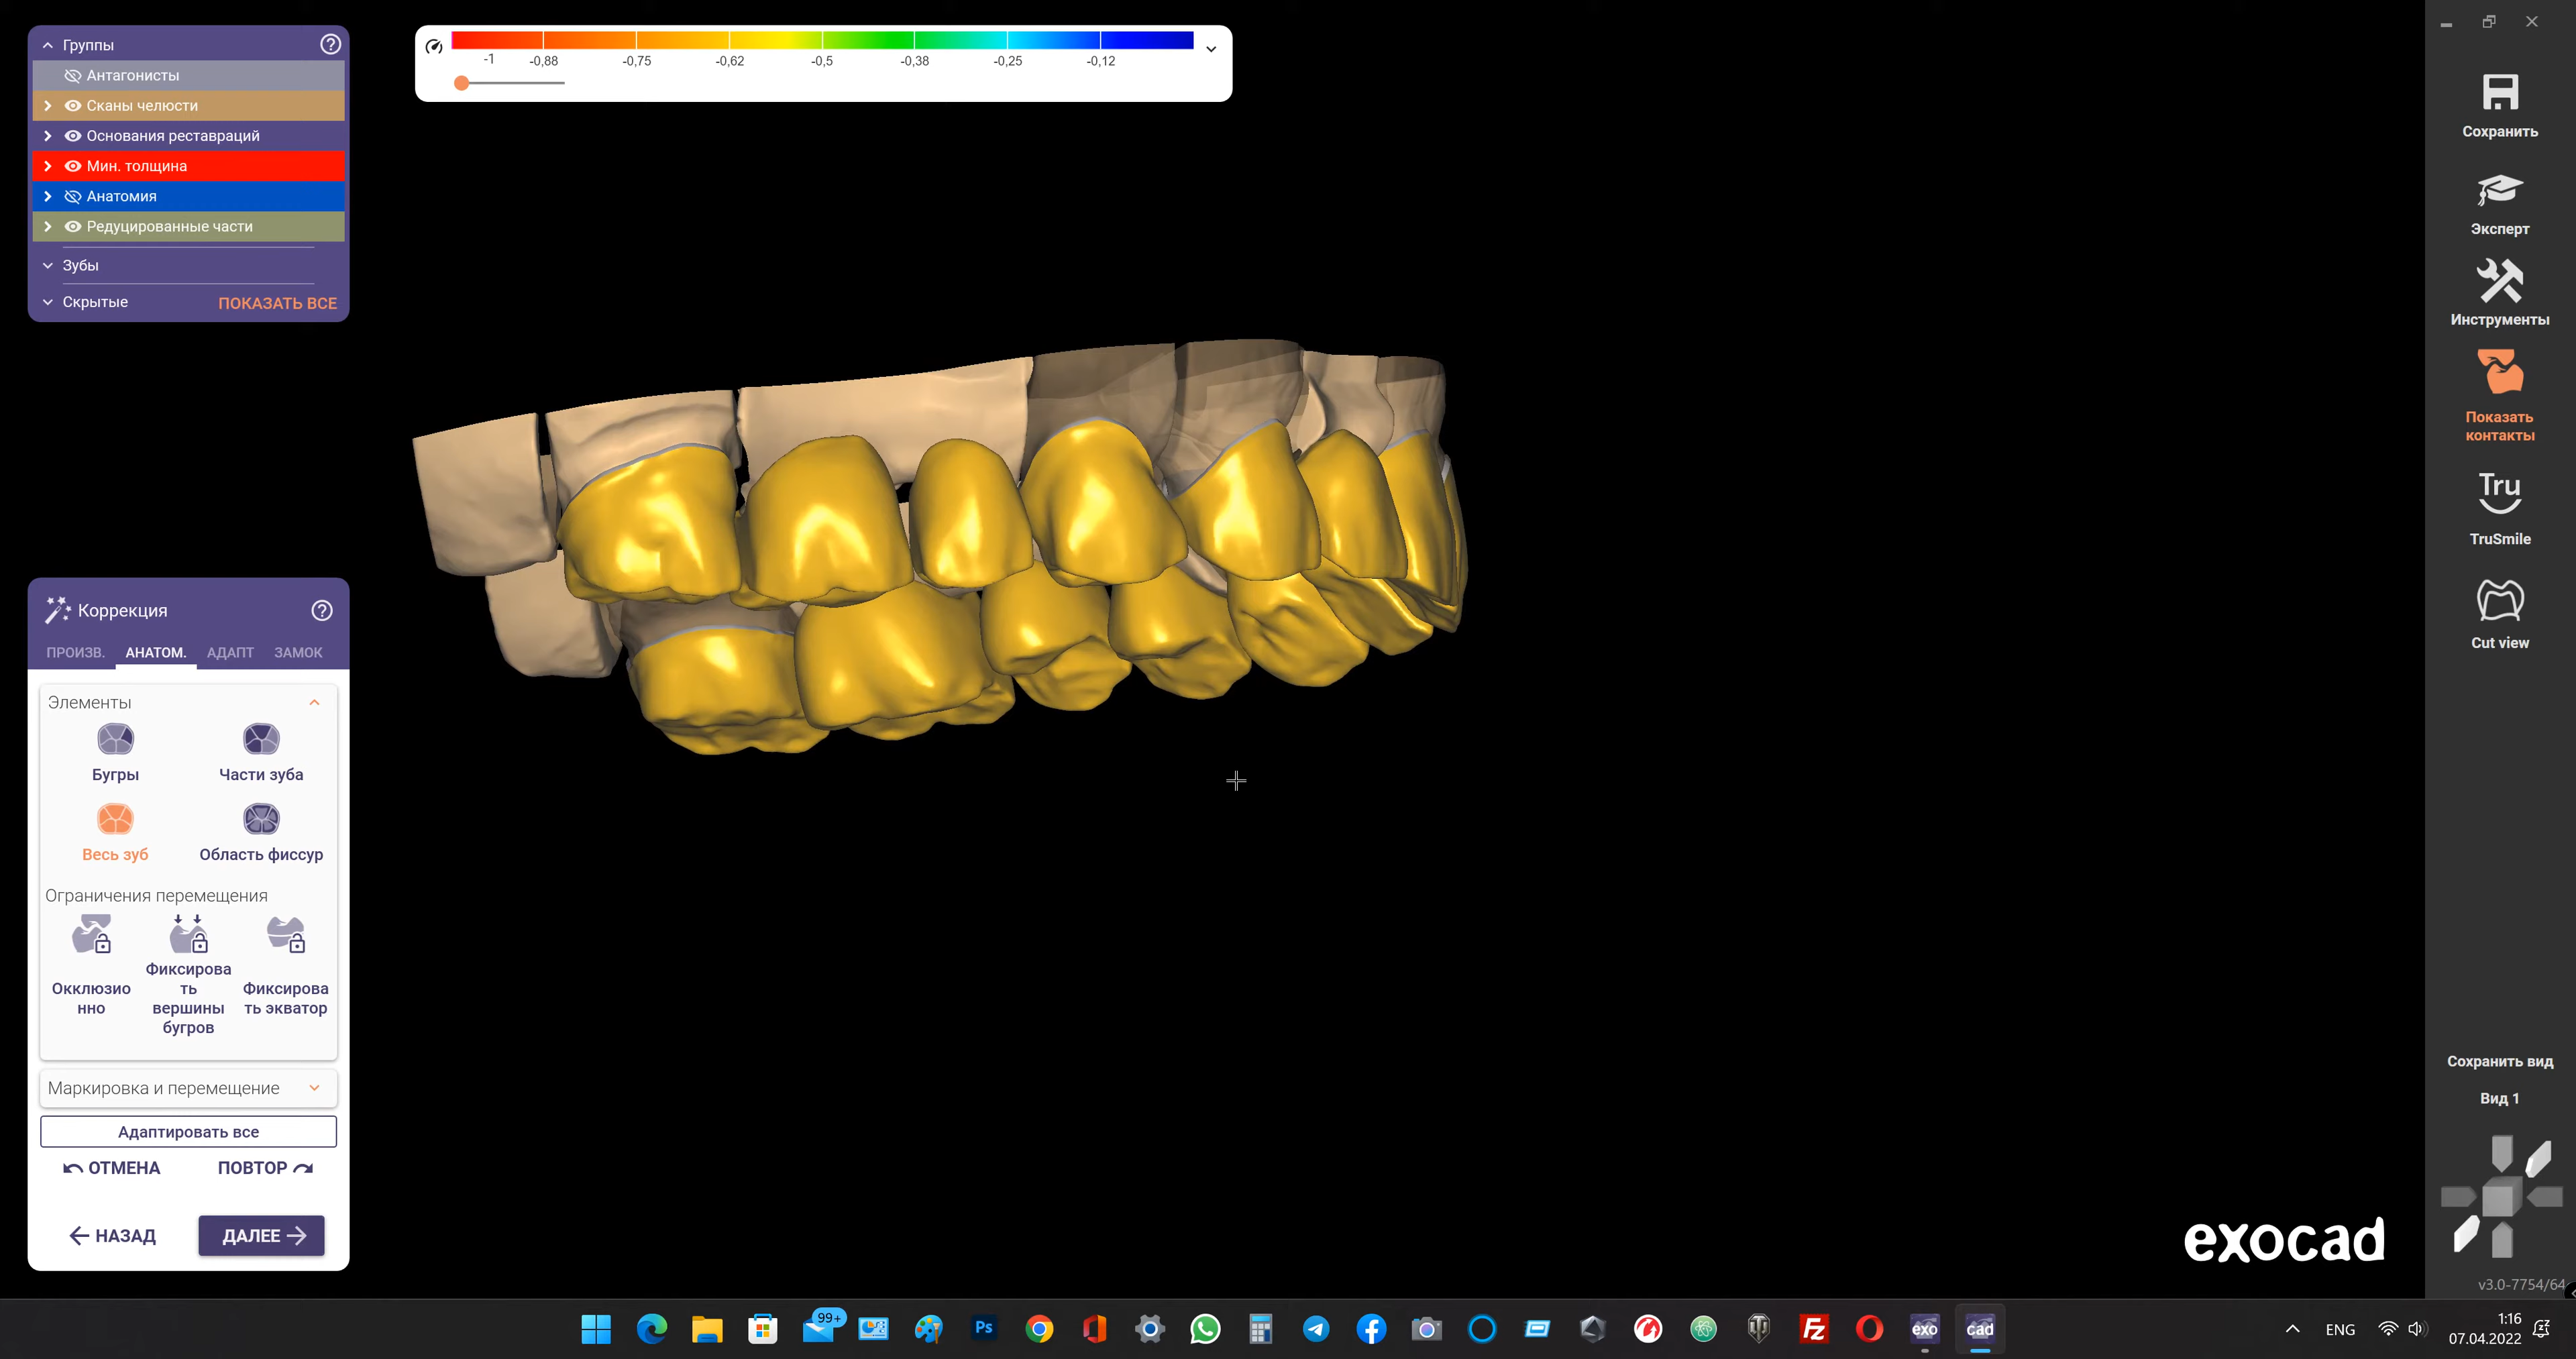 Группы
Антагонисты
Сканы челюсти
Основания реставраций
Мин. толщина
Анатомия
Редуцированные части
Зубы
Скрытые ПОКАЗАТЬ ВСЕ
-1 -0,88 -0,75 -0,62 -0,5 -0,38 -0,25 -0,12
Коррекция
ПРОИЗВ. АНАТОМ. АДАПТ ЗАМОК
Элементы
Бугры Части зуба
Весь зуб Область фиссур
Ограничения перемещения
Окклюзио
нно
Фиксирова
ть
вершины
бугров
Фиксирова
ть экватор
Маркировка и перемещение
Адаптировать все
ОТМЕНА ПОВТОР
НАЗАД ДАЛЕЕ
Сохранить
Эксперт
Инструменты
Показать
контакты
Tru
TruSmile
Cut view
Сохранить вид
Вид 1
exocad
v3.0-7754/64
99+
Ps
Fz
exo
cad
ENG
1:16
07.04.2022